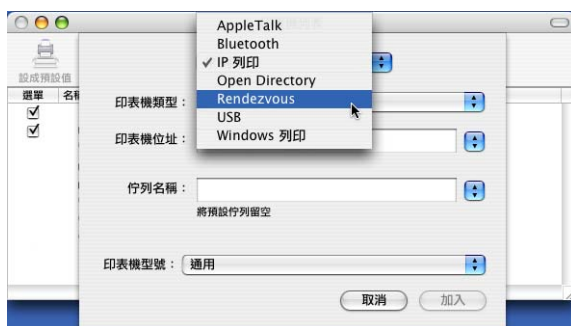 AppleTalk
Bluetooth
✓ IP 列印
Open Directory
Rendezvous
USB
Windows 列印
設成預設值
選單
印表機類型：
印表機位址：
佇列名稱：
將預設佇列留空
印表機型號： 通用
取消 加入